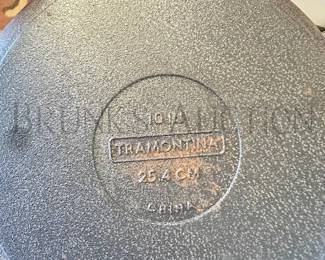 10 IN
TRAMONTINA
25.4 CM
CHINA
BRUNK'S AUCTION